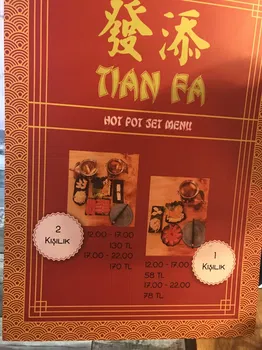 發添
TIAN FA
HOT POT SET MENU
2
KIŞILIK
12:00 - 17.00
130 TL
17.00 - 22.00
170 TL
1
KIŞILIK
12.00 - 17.00
58 TL
17.00 - 22.00
78 TL